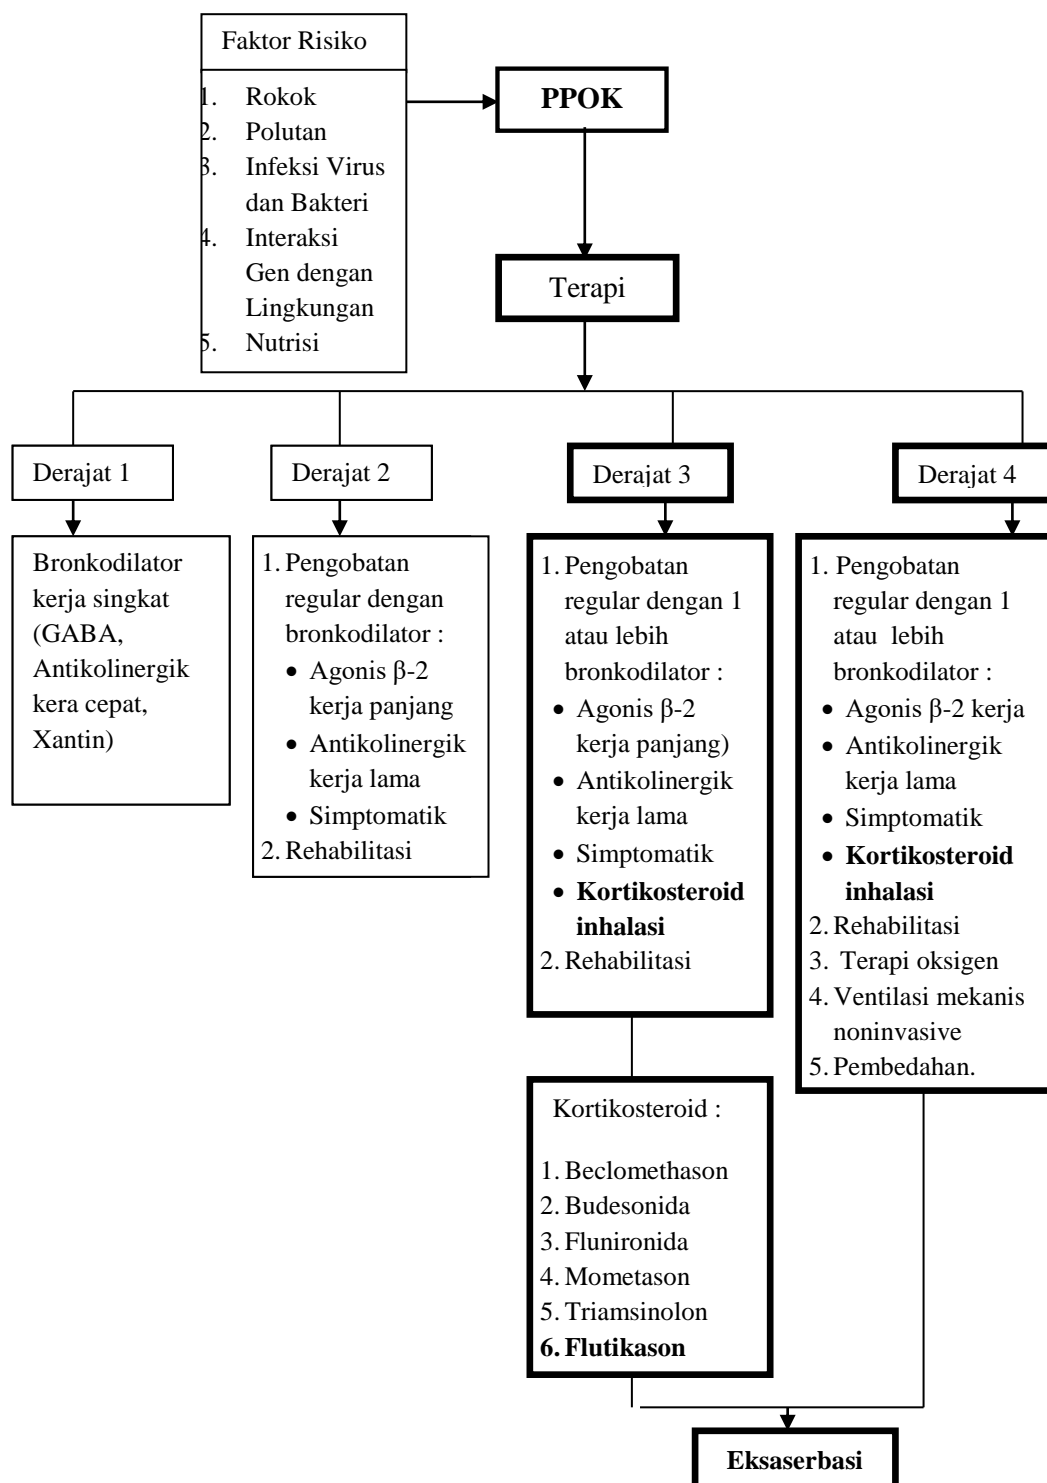 Faktor Risiko
1. Rokok
2. Polutan
3. Infeksi Virus
dan Bakteri
4. Interaksi
Gen dengan
Lingkungan
5. Nutrisi
PPOK
Terapi
Derajat 1
Bronkodilator
kerja singkat
(GABA,
Antikolinergik
kera cepat,
Xantin)
Derajat 2
1. Pengobatan
regular dengan
bronkodilator :
• Agonis β-2
kerja panjang
• Antikolinergik
kerja lama
• Simptomatik
2. Rehabilitasi
Derajat 3
1. Pengobatan
regular dengan 1
atau lebih
bronkodilator :
• Agonis β-2
kerja panjang)
• Antikolinergik
kerja lama
• Simptomatik
• Kortikosteroid
inhalasi
2. Rehabilitasi
Derajat 4
1. Pengobatan
regular dengan 1
atau lebih
bronkodilator :
• Agonis β-2 kerja
• Antikolinergik
kerja lama
• Simptomatik
• Kortikosteroid
inhalasi
2. Rehabilitasi
3. Terapi oksigen
4. Ventilasi mekanis
noninvasive
5. Pembedahan.
Kortikosteroid :
1. Beclomethason
2. Budesonida
3. Flunironida
4. Mometason
5. Triamsinolon
6. Flutikason
Eksaserbasi